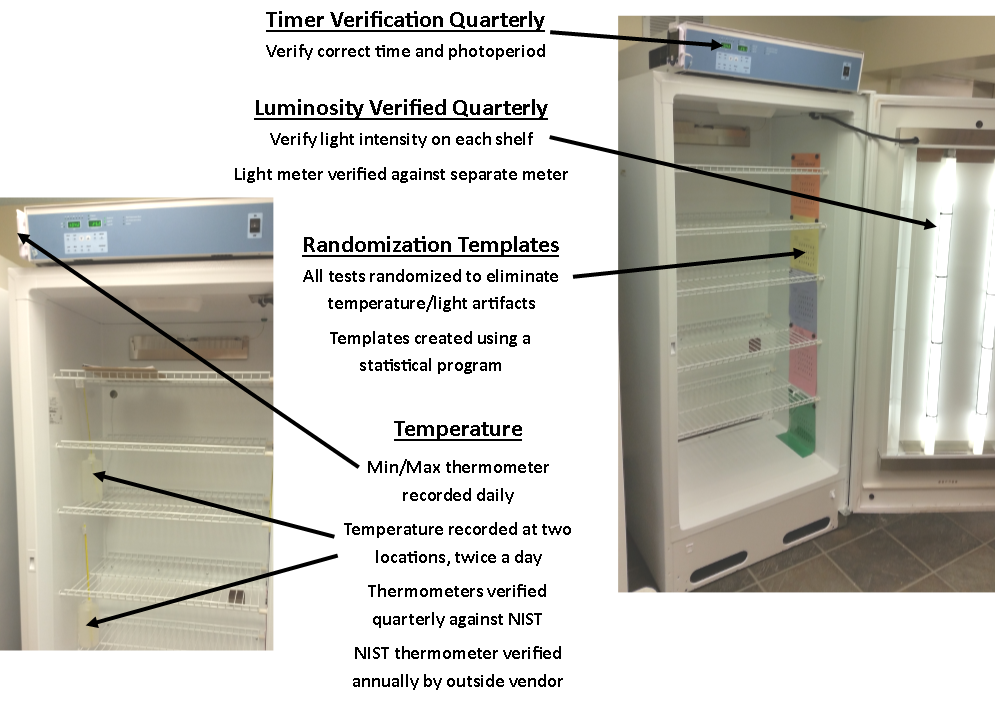 Timer Verification Quarterly
Verify correct time and photoperiod
Luminosity Verified Quarterly
Verify light intensity on each shelf
Light meter verified against separate meter
Randomization Templates
All tests randomized to eliminate
temperature/light artifacts
Templates created using a
statistical program
Temperature
Min/Max thermometer
recorded daily
Temperature recorded at two
locations, twice a day
Thermometers verified
quarterly against NIST
NIST thermometer verified
annually by outside vendor